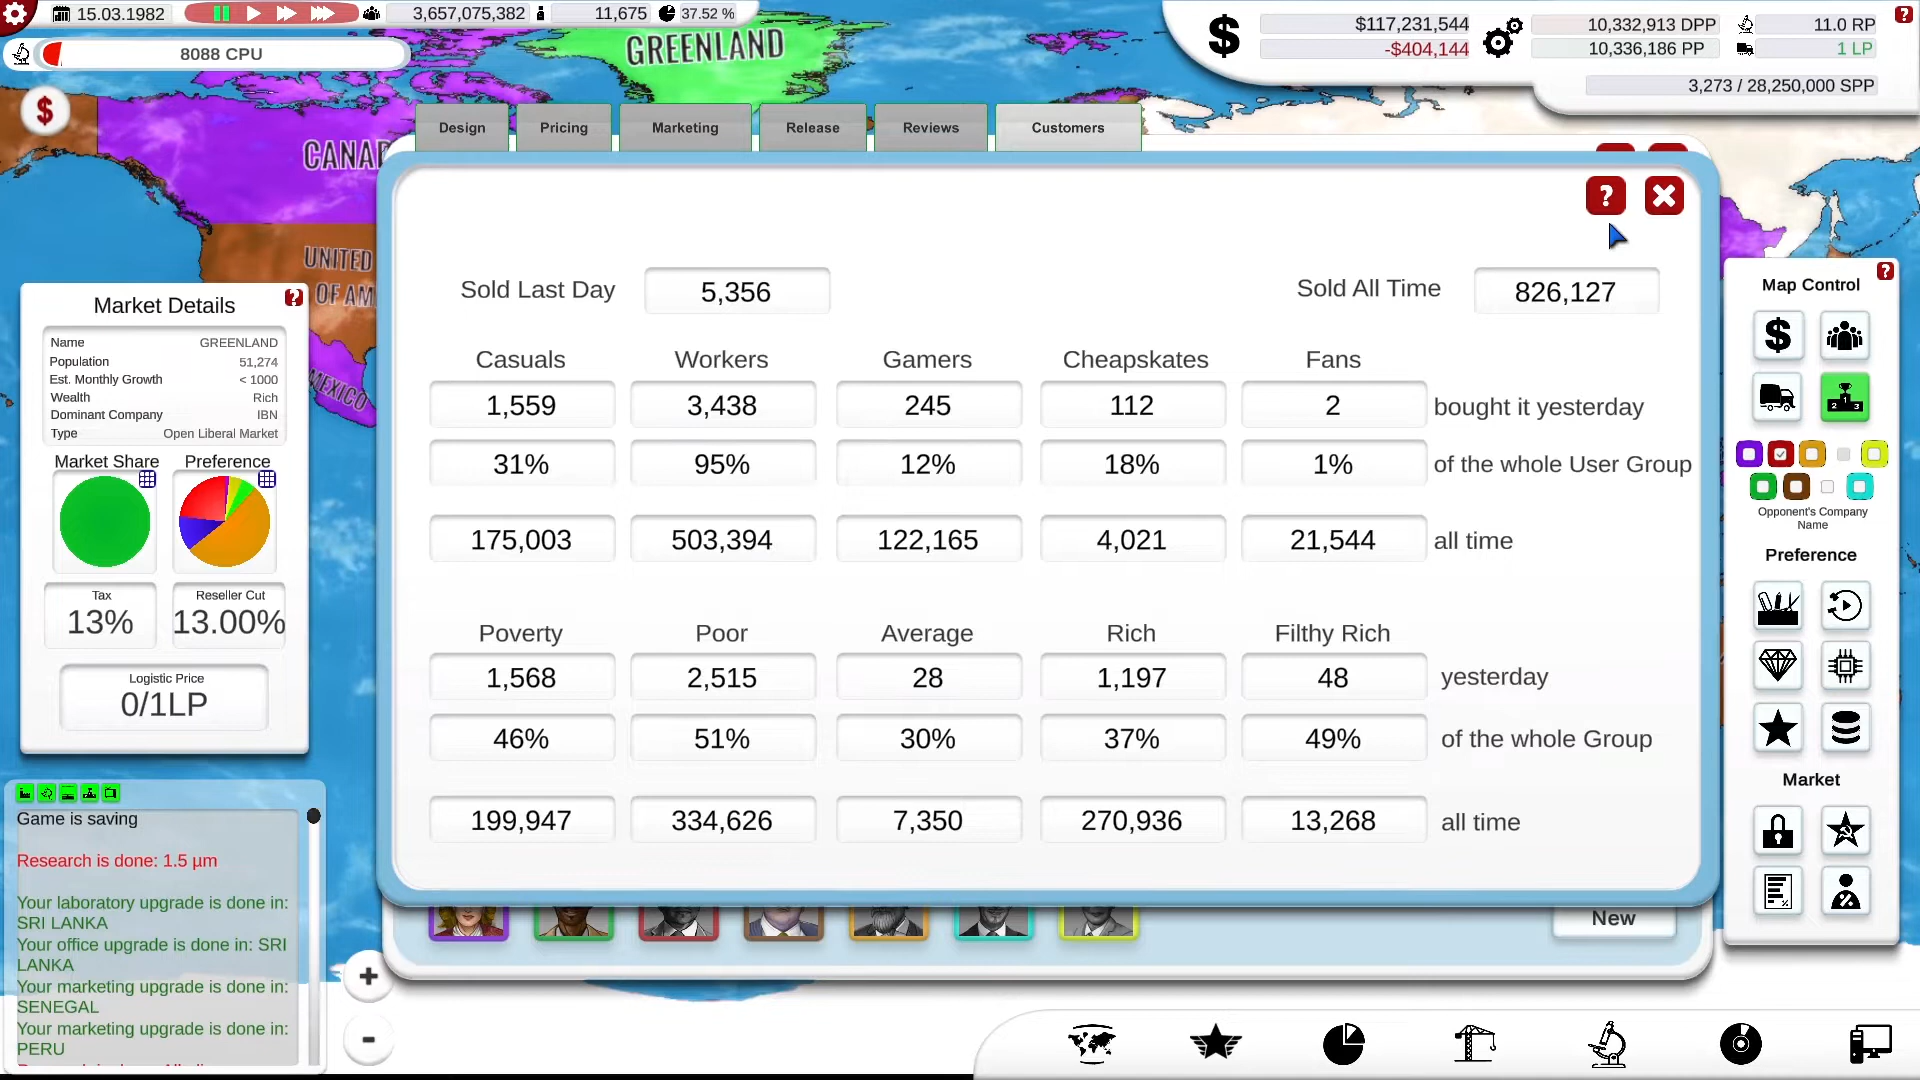 15.03.1982
3,657,075,382
11,675
37.52 %
$117,231,544
10,332,913 DPP
11.0 RP
-$404,144
10,336,186 PP
1 LP
3,273 / 28,250,000 SPP
8088 CPU
GREENLAND
CANA
UNITED
OF AM
MEXICO
Design
Pricing
Marketing
Release
Reviews
Customers
Sold Last Day
5,356
Sold All Time
826,127
Casuals
Workers
Gamers
Cheapskates
Fans
1,559
3,438
245
112
2
bought it yesterday
31%
95%
12%
18%
1%
of the whole User Group
175,003
503,394
122,165
4,021
21,544
all time
Poverty
Poor
Average
Rich
Filthy Rich
1,568
2,515
28
1,197
48
yesterday
46%
51%
30%
37%
49%
of the whole Group
199,947
334,626
7,350
270,936
13,268
all time
New
Market Details
Name
GREENLAND
Population
51,274
Est. Monthly Growth
< 1000
Wealth
Rich
Dominant Company
IBN
Type
Open Liberal Market
Market Share
Preference
Tax
13%
Reseller Cut
13.00%
Logistic Price
0/1LP
Game is saving
Research is done: 1.5 µm
Your laboratory upgrade is done in:
SRI LANKA
Your office upgrade is done in: SRI
LANKA
Your marketing upgrade is done in:
SENEGAL
Your marketing upgrade is done in:
PERU
+
-
Map Control
Opponent's Company
Name
Preference
Market